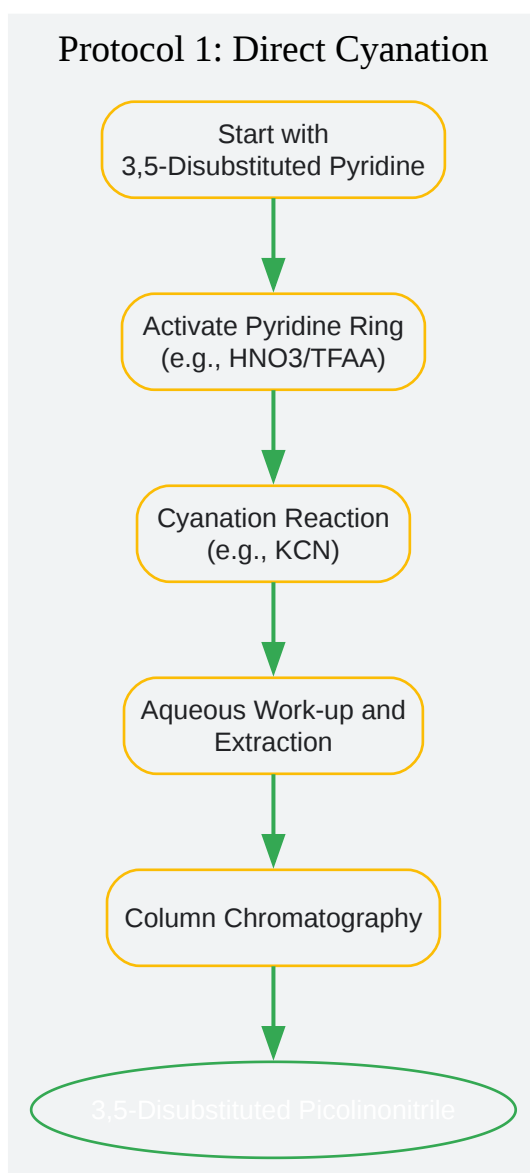 Protocol 1: Direct Cyanation
Start with
3,5-Disubstituted Pyridine
Activate Pyridine Ring
(e.g., HNO3/TFAA)
Cyanation Reaction
(e.g., KCN)
Aqueous Work-up and
Extraction
Column Chromatography
3,5-Disubstituted Picolinonitrile